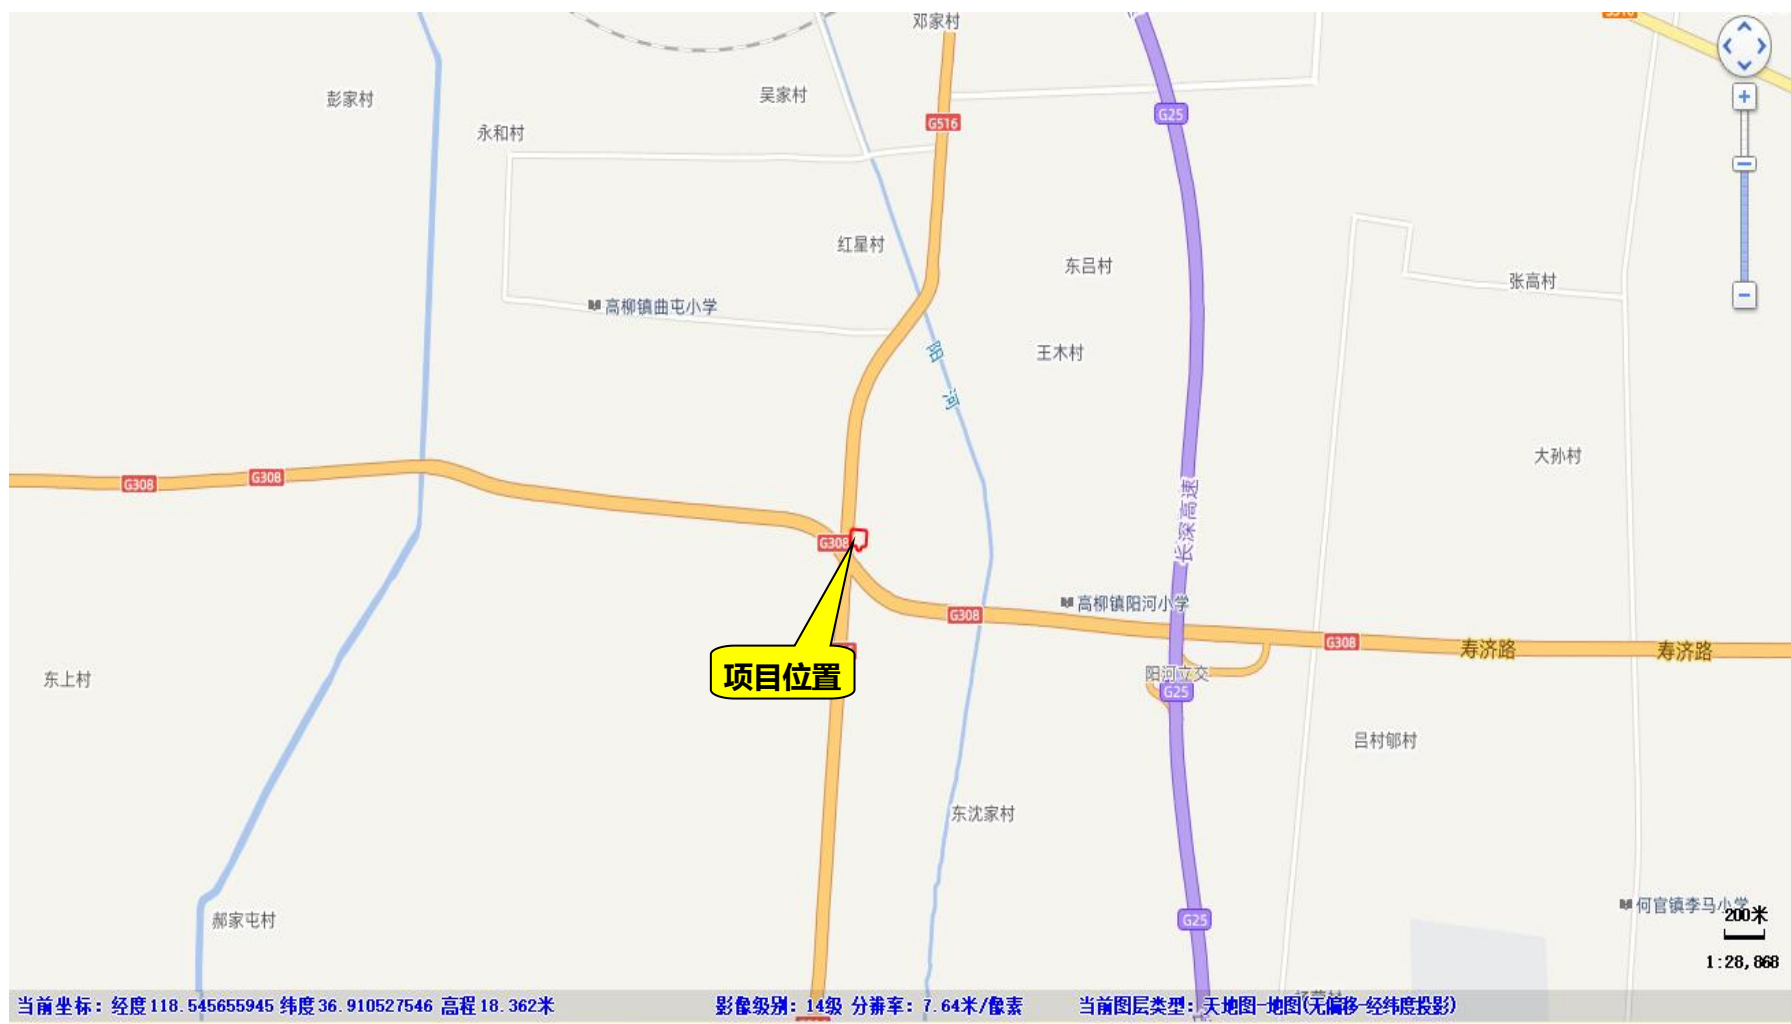 邓家村
G516
彭家村
吴家村
永和村
G516
G25
红星村
东吕村
张高村
高柳镇曲屯小学
阳河
王木村
大孙村
G308
G308
长深高速
G308
高柳镇阳河小学
G308
G308
寿济路
寿济路
项目位置
阳河立交
G25
东上村
吕村郇村
东沈家村
郝家屯村
G25
何官镇李马小学
200米
1:28,868
当前坐标：经度118.545655945 纬度36.910527546 高程18.362米
影像级别：14级 分辨率：7.64米/像素
当前图层类型：天地图-地图(无偏移-经纬度投影)